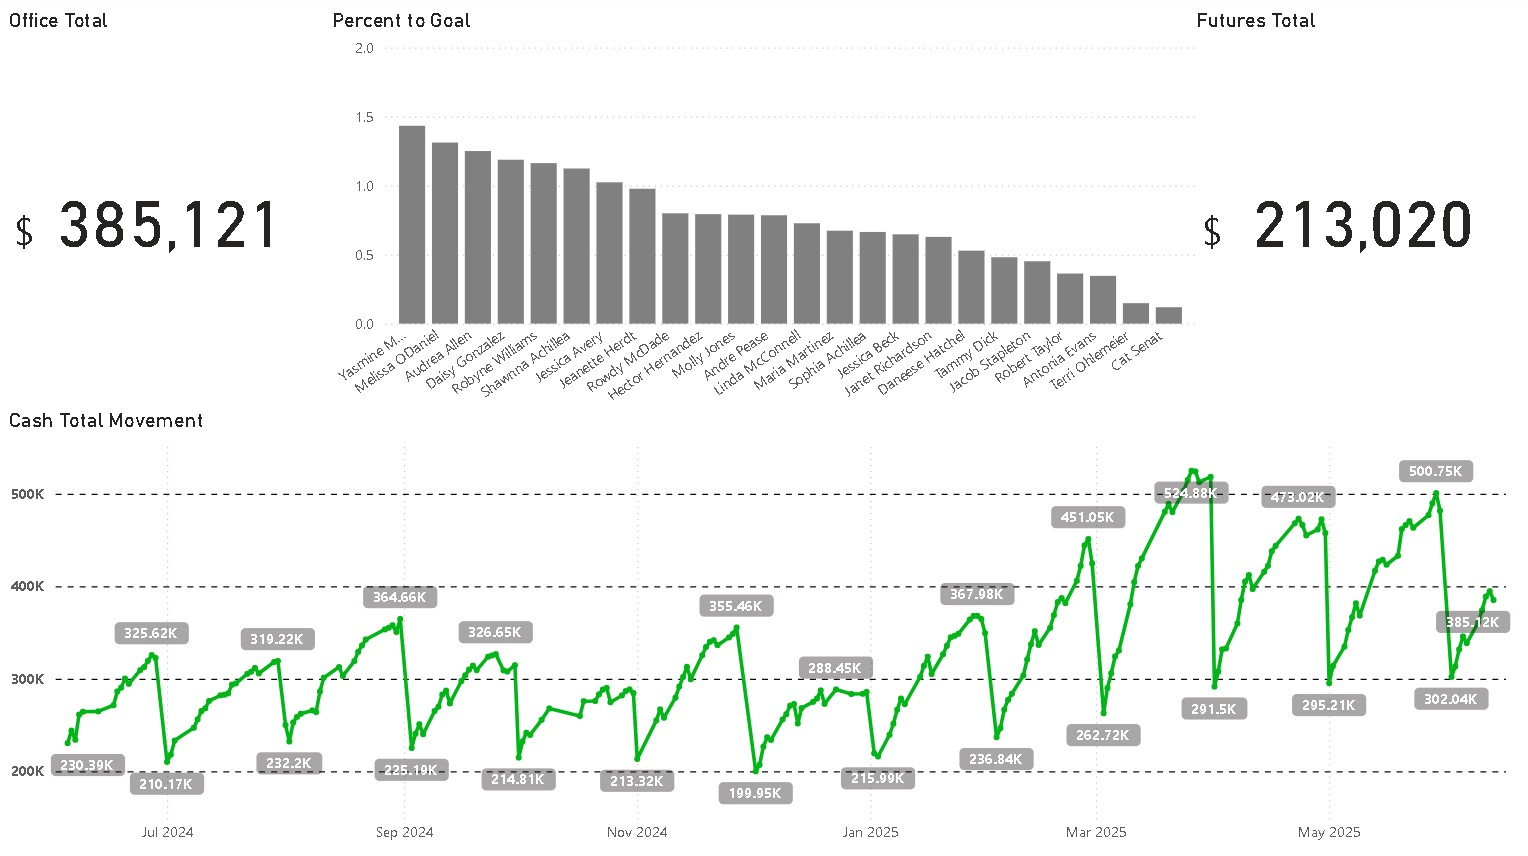 Office Total
$ 385,121
Percent to Goal
2.0
1.5
1.0
0.5
0.0
Yasmine M...
Melissa ODaniel
Audrea Allen
Daisy Gonzalez
Robyne Williams
Shawnna Achillea
Jessica Avery
Jeanette Herdt
Rowdy McDade
Hector Hernandez
Molly Jones
Andre Pease
Linda McConnell
Maria Martinez
Sophia Achillea
Jessica Beck
Janet Richardson
Daneese Hatchel
Tammy Dick
Jacob Stapleton
Robert Taylor
Antonia Evans
Terri Ohlemeier
Cat Senat
Futures Total
$ 213,020
Cash Total Movement
500K
400K
300K
200K
230.39K
325.62K
210.17K
319.22K
232.2K
364.66K
225.19K
326.65K
214.81K
213.32K
355.46K
199.95K
288.45K
215.99K
367.98K
236.84K
451.05K
262.72K
524.88K
291.5K
473.02K
295.21K
500.75K
302.04K
385.12K
Jul 2024
Sep 2024
Nov 2024
Jan 2025
Mar 2025
May 2025